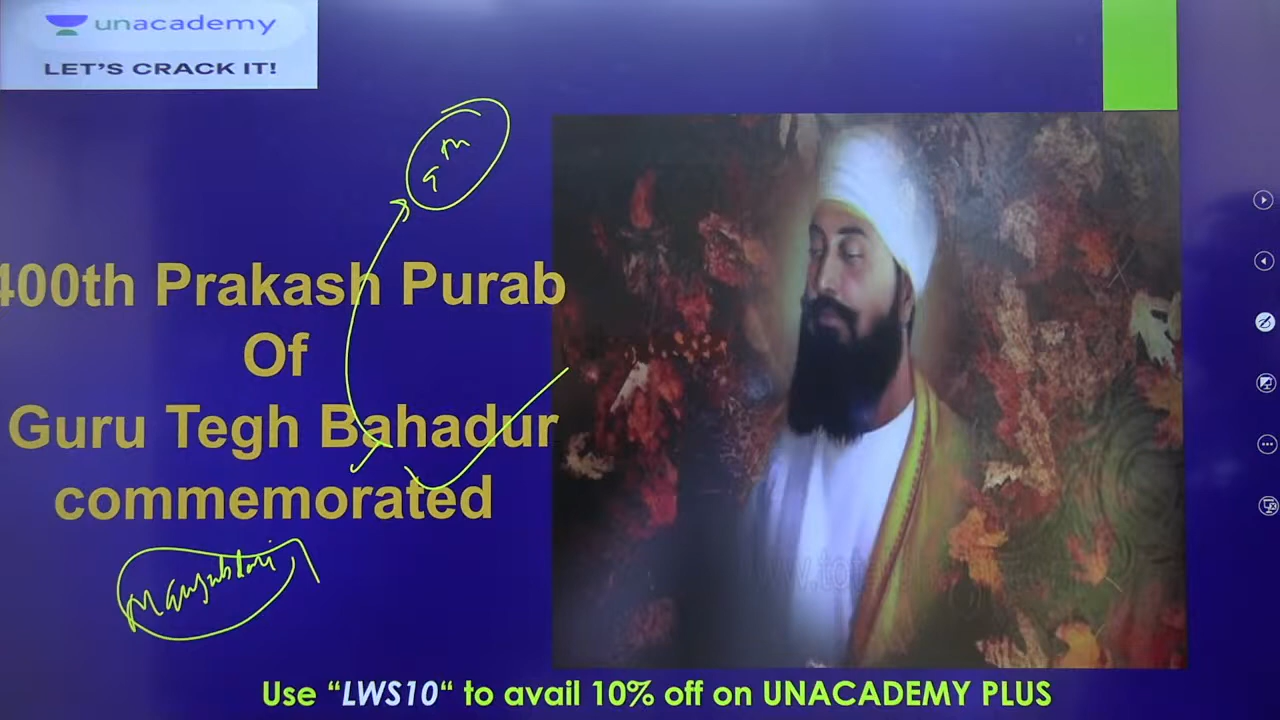 unacademy
LET'S CRACK IT!
400th Prakash Purab
Of
Guru Tegh Bahadur
commemorated
Use “LWS10“ to avail 10% off on UNACADEMY PLUS